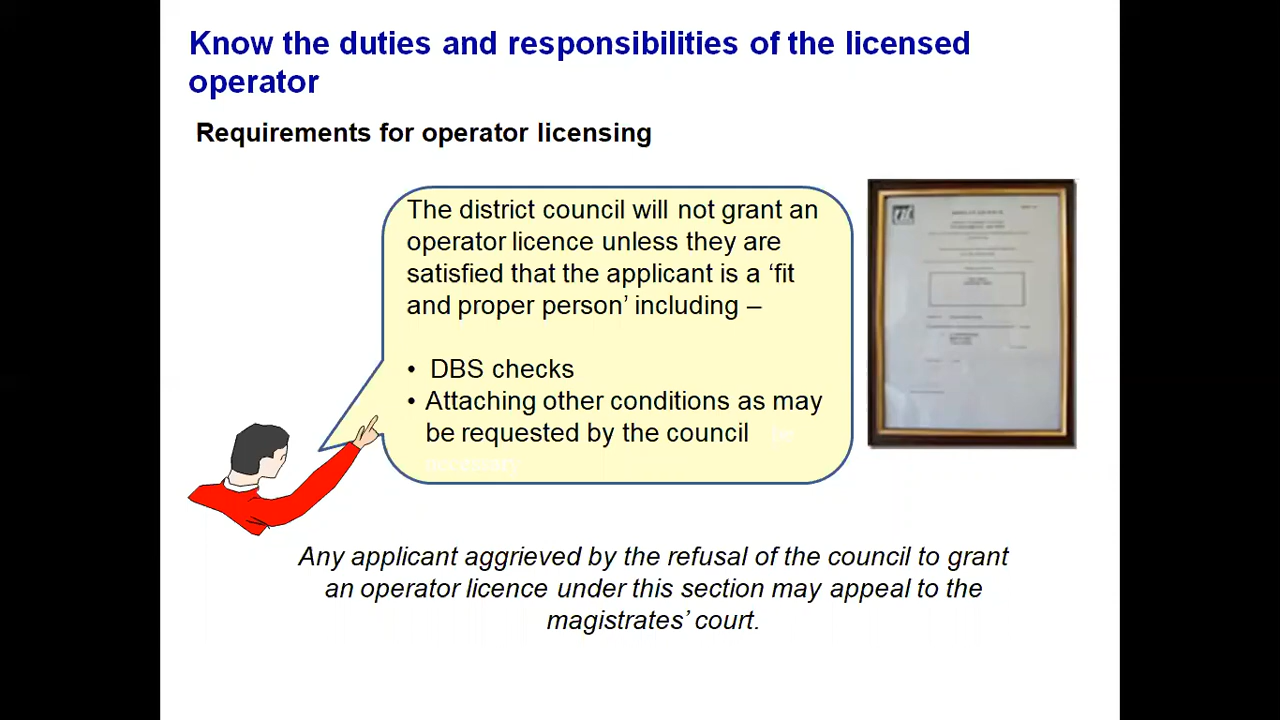 Know the duties and responsibilities of the licensed
operator
Requirements for operator licensing
The district council will not grant an
operator licence unless they are
satisfied that the applicant is a ‘fit
and proper person’ including –
• DBS checks
• Attaching other conditions as may
be requested by the council be
necessary
Any applicant aggrieved by the refusal of the council to grant
an operator licence under this section may appeal to the
magistrates’ court.